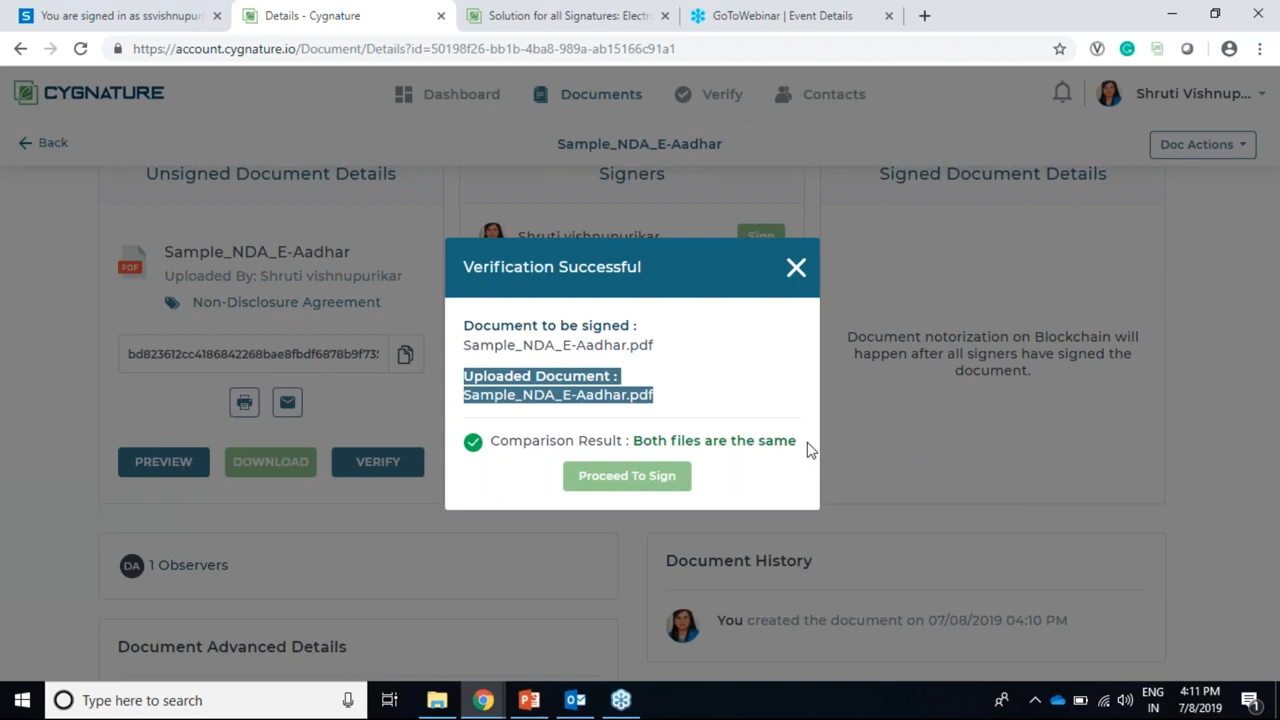 You are signed in as ssvishnupuri
Details - Cygnature
Solution for all Signatures: Electro
GoToWebinar | Event Details
https://account.cygnature.io/Document/Details?id=50198f26-bb1b-4ba8-989a-ab15166c91a1
CYGNATURE
Dashboard
Documents
Verify
Contacts
Shruti Vishnup...
Back
Sample_NDA_E-Aadhar
Doc Actions
Unsigned Document Details
Signers
Signed Document Details
Shruti vishnupurikar
Sign
Sample_NDA_E-Aadhar
PDF
Uploaded By: Shruti vishnupurikar
Non-Disclosure Agreement
bd823612cc4186842268bae8fbdf6878b9f73
PREVIEW
DOWNLOAD
VERIFY
Verification Successful
Document to be signed :
Sample_NDA_E-Aadhar.pdf
Uploaded Document :
Sample_NDA_E-Aadhar.pdf
Comparison Result : Both files are the same
Proceed To Sign
Document notorization on Blockchain will
happen after all signers have signed the
document.
DA
1 Observers
Document History
You created the document on 07/08/2019 04:10 PM
Document Advanced Details
Type here to search
ENG
IN
4:11 PM
7/8/2019